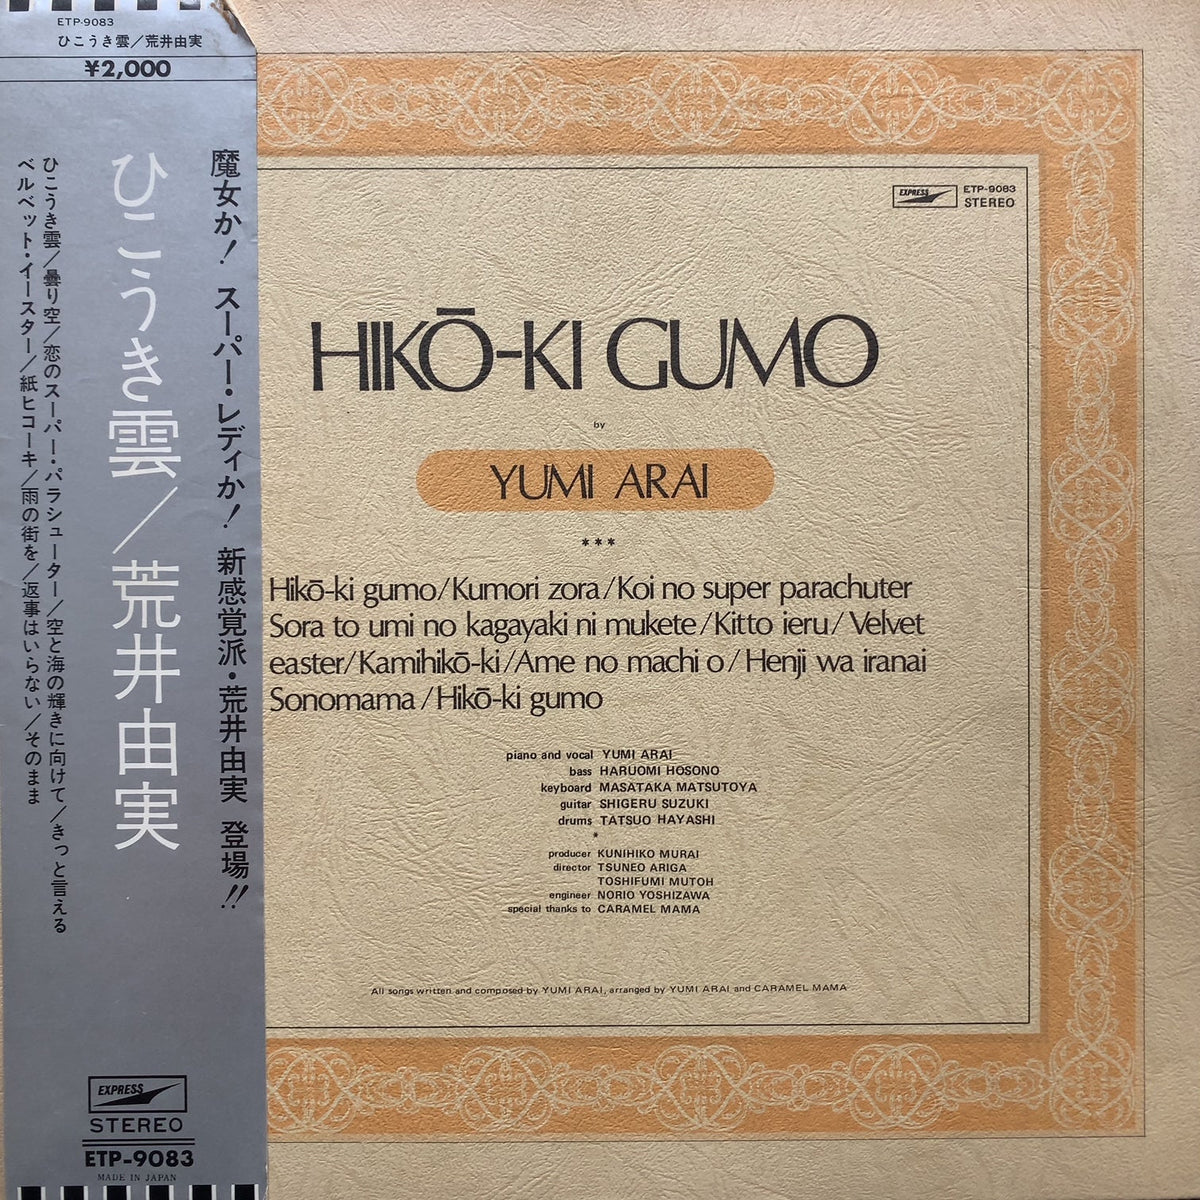 ETP-9083
ひこうき雲／荒井由実
¥2,000
魔女か！ スーパー・レディか！ 新感覚派・荒井由実 登場!!
ひこうき雲／荒井由実
ひこうき雲／曇り空／恋のスーパー・パラシューター／空と海の輝きに向けて／きっと言える
ベルベット・イースター／紙ヒコーキ／雨の街を／返事はいらない／そのまま
EXPRESS
STEREO
ETP-9083
MADE IN JAPAN
EXPRESS
ETP-9083
STEREO
HIKŌ-KI GUMO
by
YUMI ARAI
***
Hikō-ki gumo/Kumori zora/Koi no super parachuter
Sora to umi no kagayaki ni mukete/Kitto ieru/Velvet
easter/Kamihikō-ki/Ame no machi o/Henji wa iranai
Sonomama/Hikō-ki gumo
piano and vocal YUMI ARAI
bass HARUOMI HOSONO
keyboard MASATAKA MATSUTOYA
guitar SHIGERU SUZUKI
drums TATSUO HAYASHI
*
producer KUNIHIKO MURAI
director TSUNEO ARIGA
TOSHIFUMI MUTOH
engineer NORIO YOSHIZAWA
special thanks to CARAMEL MAMA
All songs written and composed by YUMI ARAI, arranged by YUMI ARAI and CARAMEL MAMA